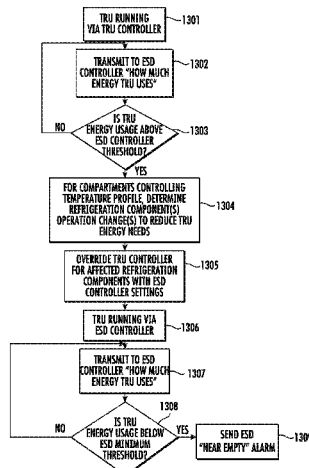 TRU RUNNING
VIA TRU CONTROLLER
1301
TRANSMIT TO ESD
CONTROLLER "HOW MUCH
ENERGY TRU USES"
1302
IS TRU
ENERGY USAGE ABOVE
ESD CONTROLLER
THRESHOLD?
1303
NO
YES
FOR COMPARTMENTS CONTROLLING
TEMPERATURE PROFILE, DETERMINE
REFRIGERATION COMPONENT(S)
OPERATION CHANGE(S) TO REDUCE TRU
ENERGY NEEDS
1304
OVERRIDE TRU CONTROLLER
FOR AFFECTED REFRIGERATION
COMPONENTS WITH ESD
CONTROLLER SETTINGS
1305
TRU RUNNING VIA
ESD CONTROLLER
1306
TRANSMIT TO ESD
CONTROLLER "HOW MUCH
ENERGY TRU USES"
1307
1308
IS TRU
ENERGY USAGE BELOW
ESD MINIMUM
THRESHOLD?
NO
YES
SEND ESD
"NEAR EMPTY" ALARM